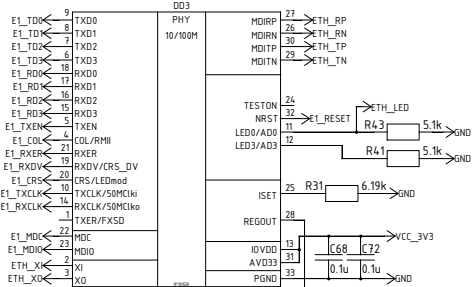 DD3
E1_TD0 9 TXD0 PHY MDIRP 27 ETH_RP
E1_TD1 8 TXD1 10/100M MDIRN 26 ETH_RN
E1_TD2 7 TXD2 MDITP 30 ETH_TP
E1_TD3 6 TXD3 MDITN 29 ETH_TN
E1_RD0 18 RXD0
E1_RD1 17 RXD1
E1_RD2 16 RXD2 TESTON 24 ETH_LED
E1_RD3 15 RXD3 NRST 32 E1_RESET
E1_TXEN 5 TXEN LED0/AD0 11 R43 5.1k GND
E1_COL 4 COL/RMII LED3/AD3 12
E1_RXER 21 RXER R41 5.1k GND
E1_RXDV 19 RXDV/CRS_DV
E1_CRS 20 CRS/LEDmod
E1_TXCLK 10 TXCLK/50MClki ISET 25 R31 6.19k GND
E1_RXCLK 14 RXCLK/50MClko
1 TXER/FXSD REGOUT 28
E1_MDC 22 MDC VCC_3V3
E1_MDIO 23 MDIO IOVDD 13 C68 C72
ETH_XI 2 XI AVD33 31 0.1u 0.1u
ETH_XO 3 XO PGND 33 GND
IP101GR